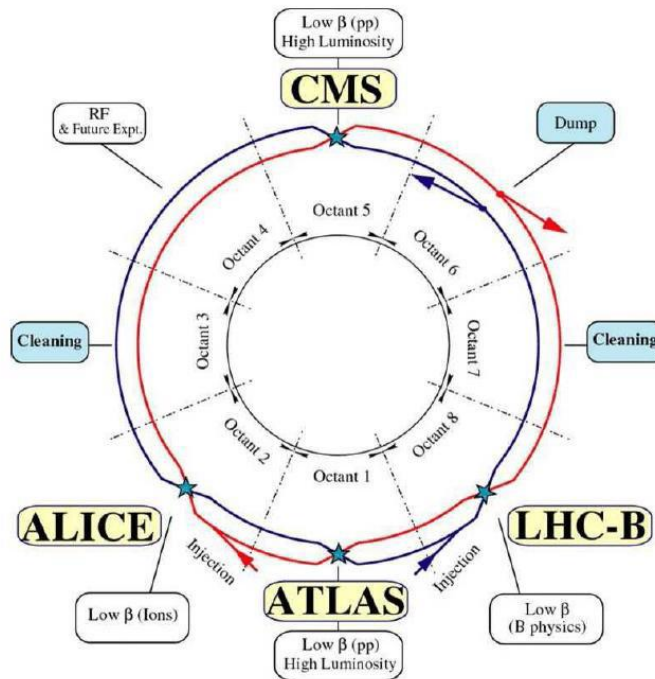 Low β (pp)
High Luminosity
CMS
RF
& Future Expt.
Dump
Octant 5
Octant 4
Octant 6
Cleaning
Octant 3
Octant 7
Cleaning
Octant 2
Octant 8
Octant 1
ALICE
LHC-B
Injection
Injection
ATLAS
Low β (Ions)
Low β
(B physics)
Low β (pp)
High Luminosity